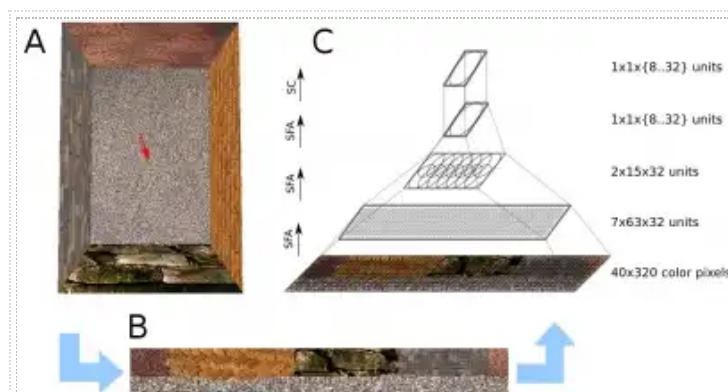 A
C
SC
1x1x{8..32} units
SFA
1x1x{8..32} units
SFA
2x15x32 units
SFA
7x63x32 units
40x320 color pixels
B